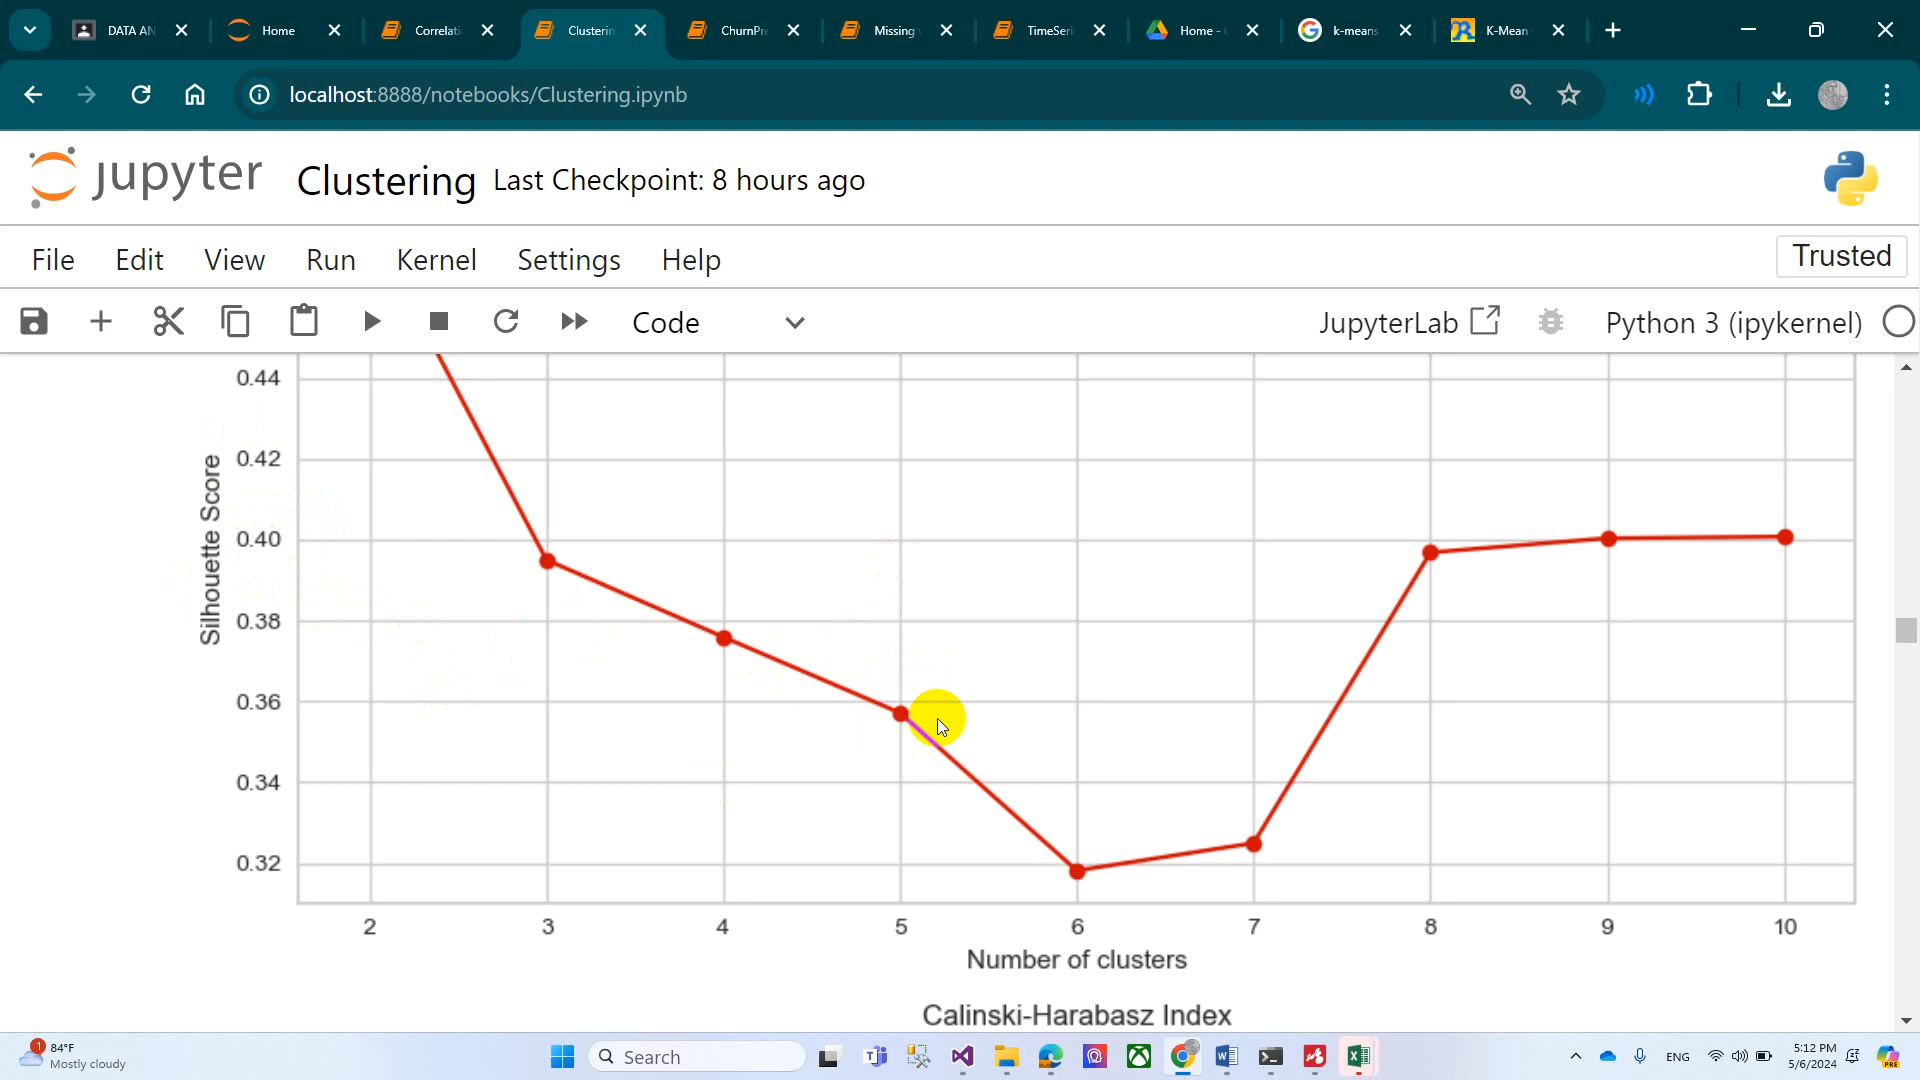 DATA AN
Home
Correlati
Clusterin
ChurnPre
Missing
TimeSeri
Home -
k-means
K-Mean
localhost:8888/notebooks/Clustering.ipynb
jupyter Clustering Last Checkpoint: 8 hours ago
File Edit View Run Kernel Settings Help Trusted
Code JupyterLab Python 3 (ipykernel)
0.44
0.42
0.40
0.38
0.36
0.34
0.32
Silhouette Score
2 3 4 5 6 7 8 9 10
Number of clusters
Calinski-Harabasz Index
1
84°F
Mostly cloudy
Search
ENG
5:12 PM
5/6/2024
PRE